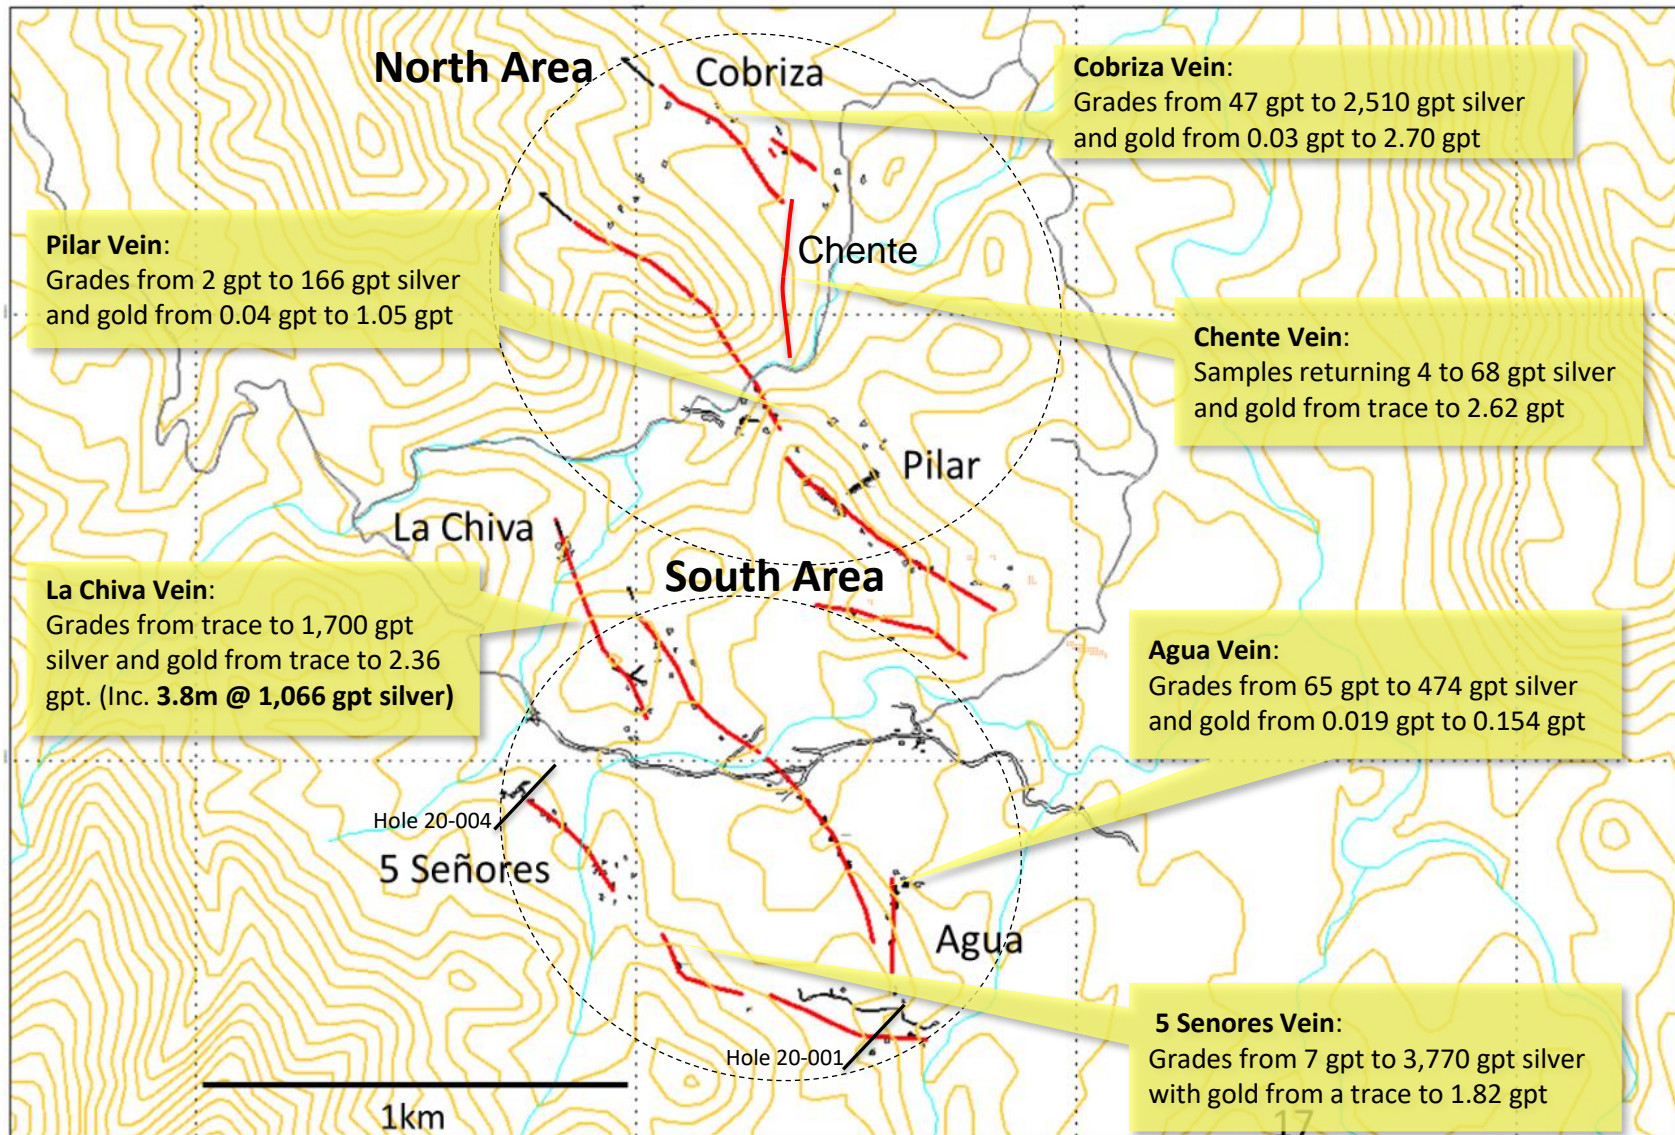 North Area
Cobriza
Cobriza Vein:
Grades from 47 gpt to 2,510 gpt silver
and gold from 0.03 gpt to 2.70 gpt
Pilar Vein:
Grades from 2 gpt to 166 gpt silver
and gold from 0.04 gpt to 1.05 gpt
Chente
Chente Vein:
Samples returning 4 to 68 gpt silver
and gold from trace to 2.62 gpt
Pilar
La Chiva
South Area
La Chiva Vein:
Grades from trace to 1,700 gpt
silver and gold from trace to 2.36
gpt. (Inc. 3.8m @ 1,066 gpt silver)
Agua Vein:
Grades from 65 gpt to 474 gpt silver
and gold from 0.019 gpt to 0.154 gpt
Hole 20-004
5 Señores
Agua
5 Senores Vein:
Grades from 7 gpt to 3,770 gpt silver
with gold from a trace to 1.82 gpt
Hole 20-001
1km
17